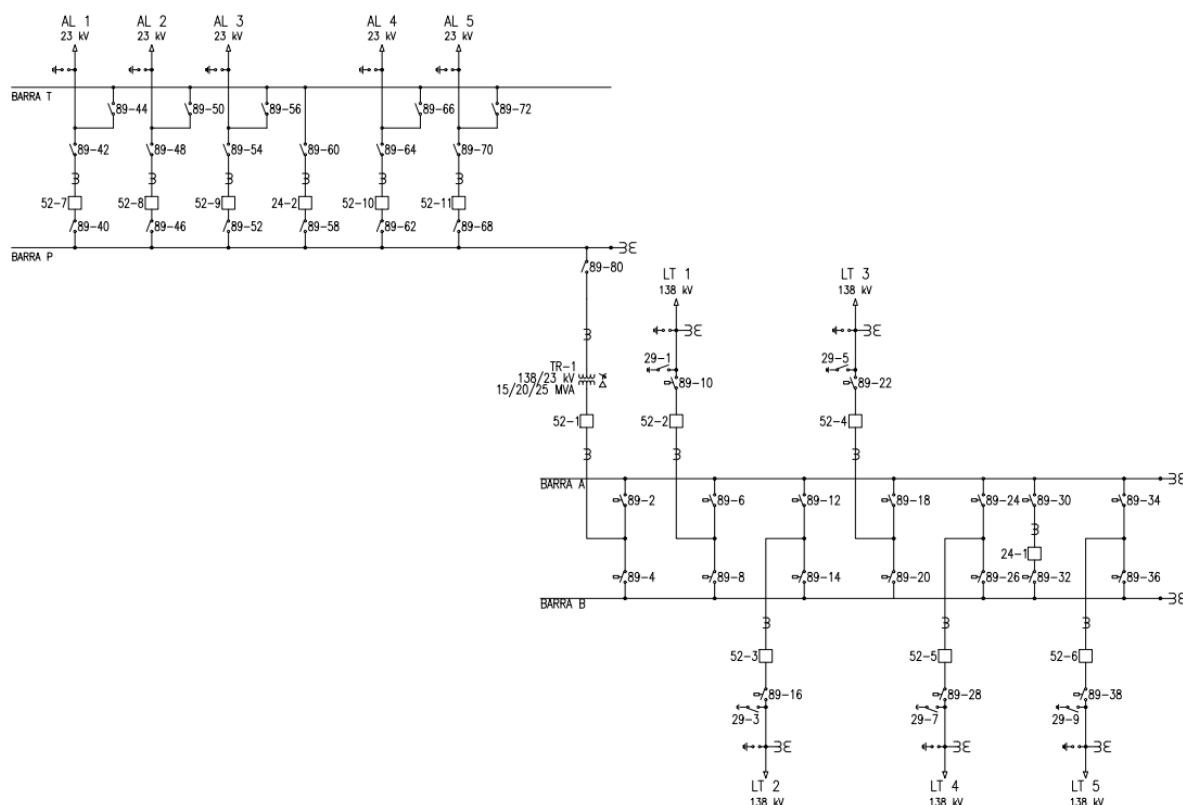 AL 1 AL 2 AL 3 AL 4 AL 5
23 kV 23 kV 23 kV 23 kV 23 kV
BARRA T
89-44 89-50 89-56 89-66 89-72
89-42 89-48 89-54 89-60 89-64 89-70
52-7 52-8 52-9 24-2 52-10 52-11
89-40 89-46 89-52 89-58 89-62 89-68
BARRA P
89-80
LT 1 LT 3
138 kV 138 kV
29-1 29-5
TR-1
138/23 kV
89-10 89-22
15/20/25 MVA
52-1 52-2 52-4
BARRA A
89-2 89-6 89-12 89-18 89-24 89-30 89-34
24-1
89-4 89-8 89-14 89-20 89-26 89-32 89-36
BARRA B
52-3 52-5 52-6
89-16 89-28 89-38
29-3 29-7 29-9
LT 2 LT 4 LT 5
138 kV 138 kV 138 kV